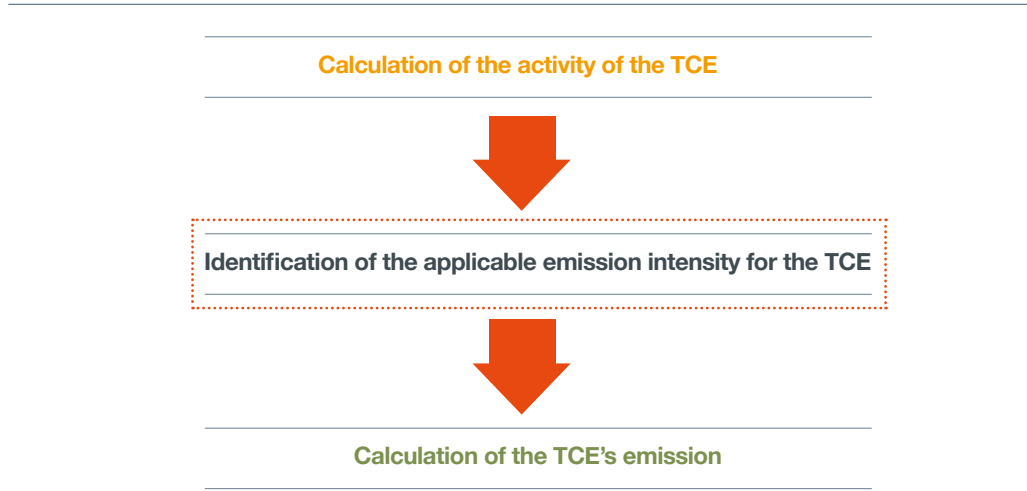 Calculation of the activity of the TCE
Identification of the applicable emission intensity for the TCE
Calculation of the TCE’s emission